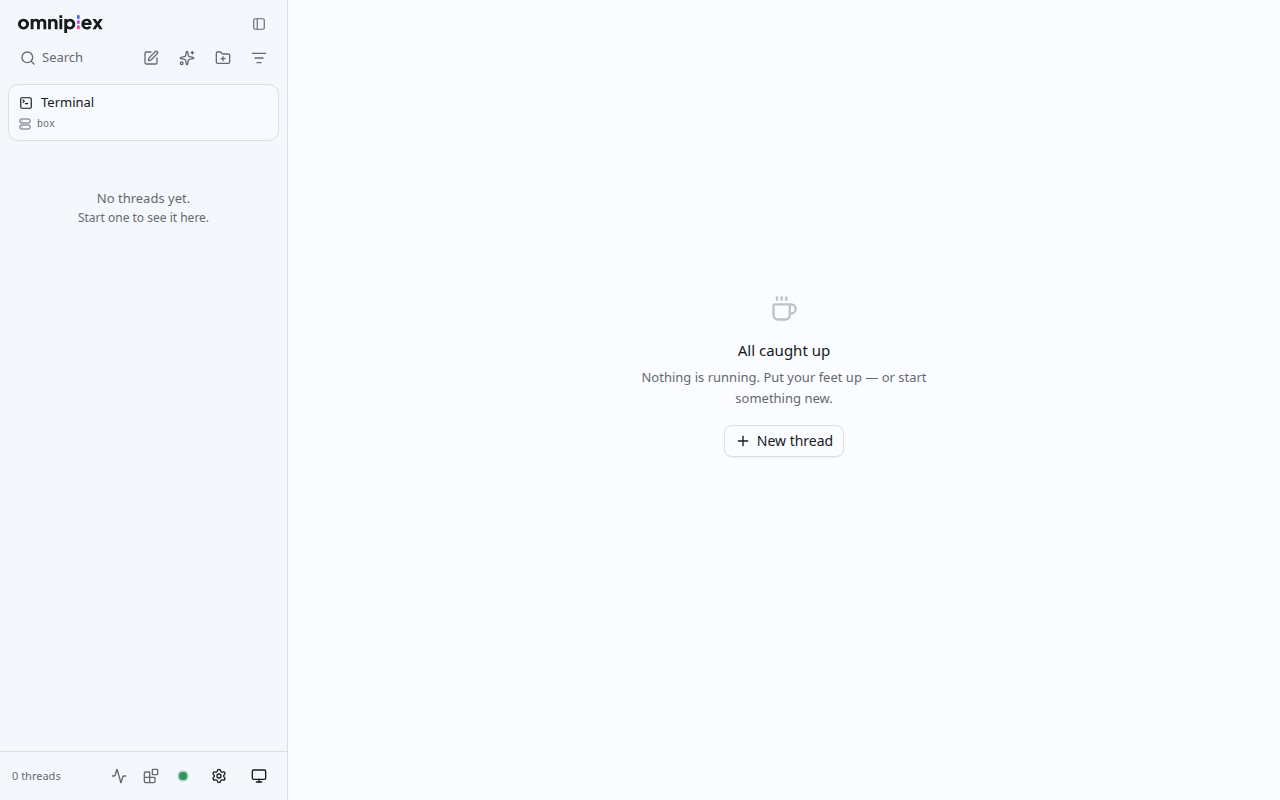 omniplex
Search
Terminal
box
No threads yet.
Start one to see it here.
All caught up
Nothing is running. Put your feet up — or start
something new.
New thread
0 threads